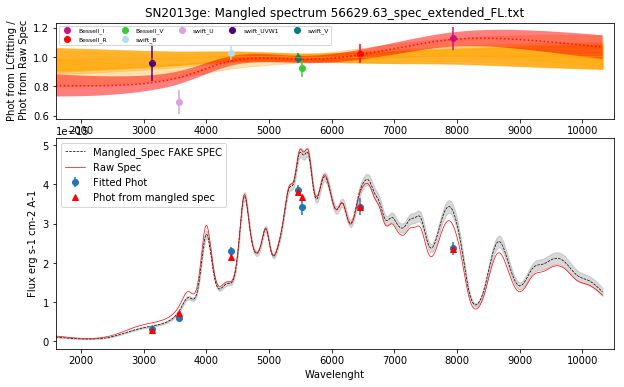 SN2013ge: Mangled spectrum 56629.63_spec_extended_FL.txt
Phot from LCfitting /
Phot from Raw Spec
1.2
1.0
0.8
0.6
Bessell_I
Bessell_R
Bessell_V
swift_B
swift_U
swift_UVW1
swift_V
2000 3000 4000 5000 6000 7000 8000 9000 10000
1e−15
Flux erg s-1 cm-2 A-1
5
4
3
2
1
0
Mangled_Spec FAKE SPEC
Raw Spec
Fitted Phot
Phot from mangled spec
2000 3000 4000 5000 6000 7000 8000 9000 10000
Wavelenght